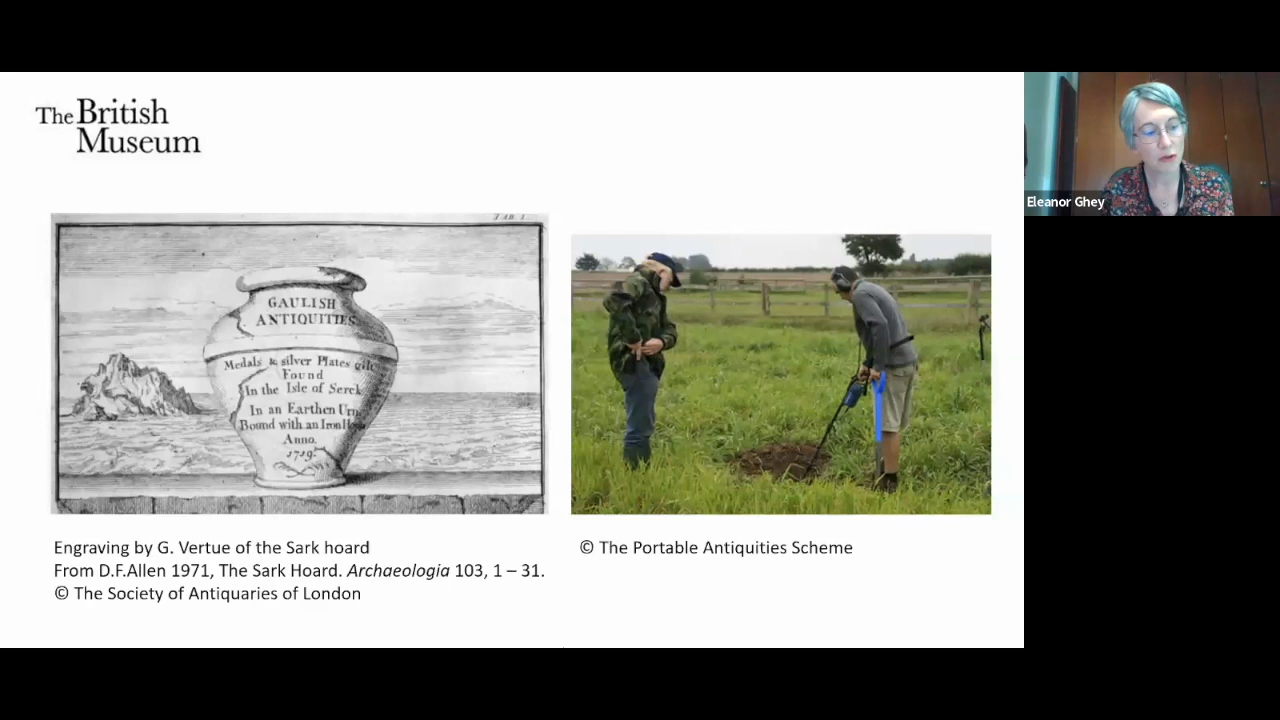 The British
Museum
TAB. I.
GAULISH
ANTIQUITIES
Medals & silver Plates gilt
Found
In the Isle of Serek
In an Earthen Urn
Bound with an Iron
Anno.
1719.
Engraving by G. Vertue of the Sark hoard
From D.F.Allen 1971, The Sark Hoard. Archaeologia 103, 1 – 31.
© The Society of Antiquaries of London
© The Portable Antiquities Scheme
Eleanor Ghey